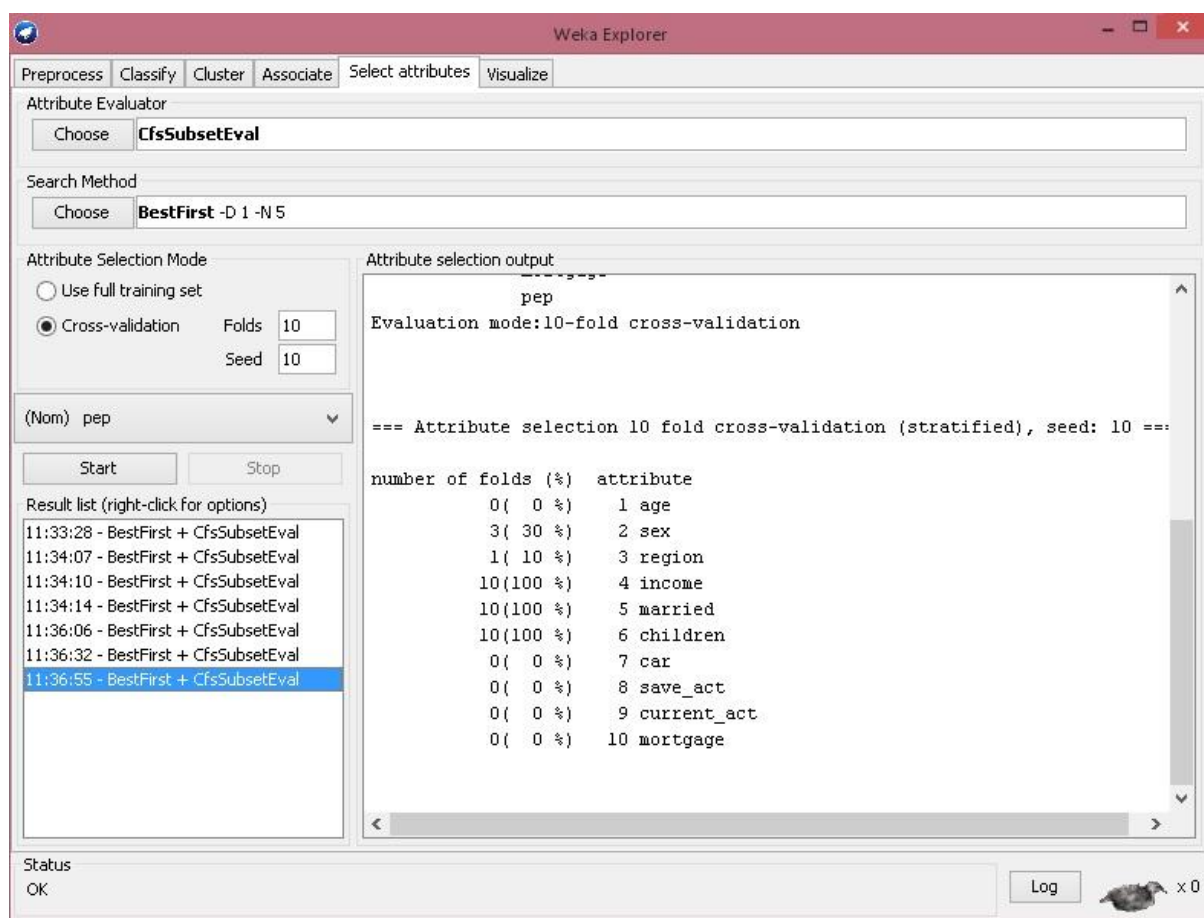 Weka Explorer
Preprocess Classify Cluster Associate Select attributes Visualize
Attribute Evaluator
Choose CfsSubsetEval
Search Method
Choose BestFirst -D 1 -N 5
Attribute Selection Mode
Use full training set
Cross-validation Folds 10
Seed 10
(Nom) pep
Start Stop
Result list (right-click for options)
11:33:28 - BestFirst + CfsSubsetEval
11:34:07 - BestFirst + CfsSubsetEval
11:34:10 - BestFirst + CfsSubsetEval
11:34:14 - BestFirst + CfsSubsetEval
11:36:06 - BestFirst + CfsSubsetEval
11:36:32 - BestFirst + CfsSubsetEval
11:36:55 - BestFirst + CfsSubsetEval
Attribute selection output
pep
Evaluation mode:10-fold cross-validation
=== Attribute selection 10 fold cross-validation (stratified), seed: 10 ===
number of folds (%) attribute
0( 0 %) 1 age
3( 30 %) 2 sex
1( 10 %) 3 region
10(100 %) 4 income
10(100 %) 5 married
10(100 %) 6 children
0( 0 %) 7 car
0( 0 %) 8 save_act
0( 0 %) 9 current_act
0( 0 %) 10 mortgage
Status
OK
Log x 0